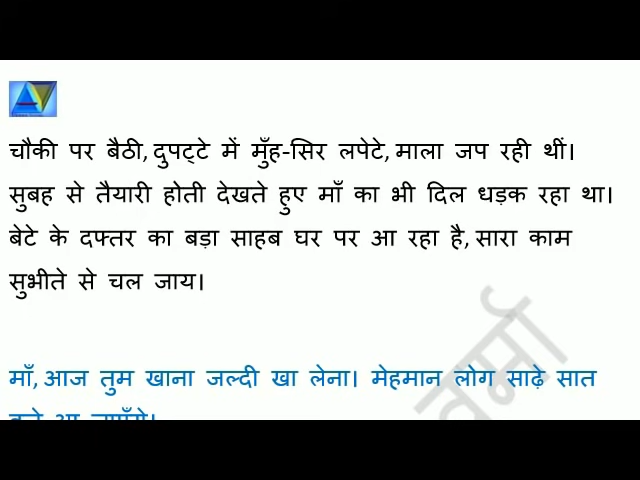 चौकी पर बैठी, दुपट्टे में मुँह-सिर लपेटे, माला जप रही थीं।
सुबह से तैयारी होती देखते हुए माँ का भी दिल धड़क रहा था।
बेटे के दफ्तर का बड़ा साहब घर पर आ रहा है, सारा काम
सुभीते से चल जाय।
माँ, आज तुम खाना जल्दी खा लेना। मेहमान लोग साढ़े सात
वर्मा